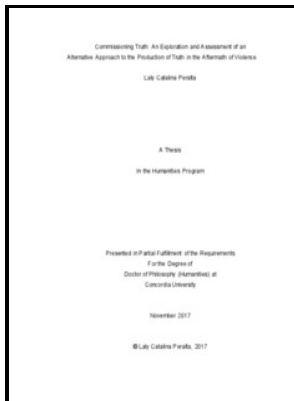 Commissioning Truth: An Exploration and Assessment of an
Alternative Approach to the Production of Truth in the Aftermath of Violence
Laly Catalina Peralta
A Thesis
In the Humanities Program
Presented in Partial Fulfillment of the Requirements
For the Degree of
Doctor of Philosophy (Humanities) at
Concordia University
November 2017
© Laly Catalina Peralta, 2017